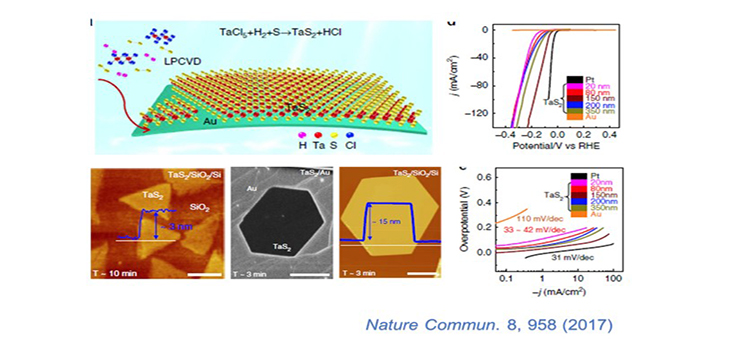 TaCl5+H2+S→TaS2+HCl
LPCVD
TaS2
Au
H Ta S Cl
d
j (mA/cm2)
0
−40
−80
−120
Pt
20 nm
80 nm
TaS2 150 nm
200 nm
350 nm
Au
−0.4 −0.2 0.0 0.2 0.4 0.6
Potential/V vs RHE
TaS2/SiO2/Si
TaS2
SiO2
~ 3 nm
T ~ 10 min
TaS2/Au
Au
TaS2
T ~ 3 min
TaS2/SiO2/Si
~ 15 nm
T ~ 3 min
Overpotential (V)
0.6
0.4
0.2
0.0
Pt
20nm
80nm
TaS2 150nm
200nm
350nm
Au
110 mV/dec
33 ~ 42 mV/dec
31 mV/dec
0.1 1 10 100
−j (mA/cm2)
Nature Commun. 8, 958 (2017)